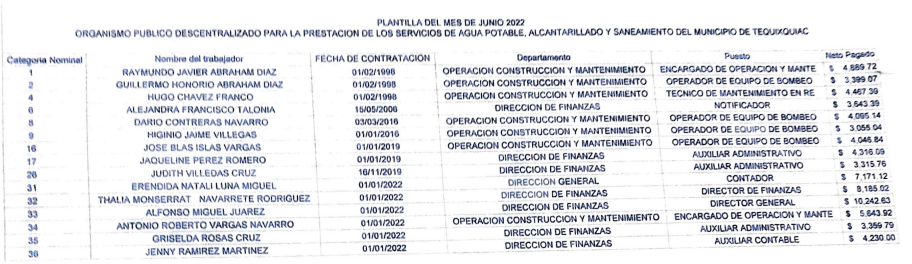 PLANTILLA DEL MES DE JUNIO 2022
ORGANISMO PUBLICO DESCENTRALIZADO PARA LA PRESTACION DE LOS SERVICIOS DE AGUA POTABLE, ALCANTARILLADO Y SANEAMIENTO DEL MUNICIPIO DE TEQUIXQUIAC
Categoria Nominal Nombre del trabajador FECHA DE CONTRATACION Departamento Puesto Neto Pagado
1 RAYMUNDO JAVIER ABRAHAM DIAZ 01/02/1998 OPERACION CONSTRUCCION Y MANTENIMIENTO ENCARGADO DE OPERACION Y MANTE $ 4,889.72
2 GUILLERMO HONORIO ABRAHAM DIAZ 01/02/1998 OPERACION CONSTRUCCION Y MANTENIMIENTO OPERADOR DE EQUIPO DE BOMBEO $ 3,399.07
4 HUGO CHAVEZ FRANCO 01/02/1998 OPERACION CONSTRUCCION Y MANTENIMIENTO TECNICO DE MANTENIMIENTO EN RE $ 4,467.39
6 ALEJANDRA FRANCISCO TALONIA 15/05/2006 DIRECCION DE FINANZAS NOTIFICADOR $ 3,643.39
8 DARIO CONTRERAS NAVARRO 03/03/2016 OPERACION CONSTRUCCION Y MANTENIMIENTO OPERADOR DE EQUIPO DE BOMBEO $ 4,095.14
9 HIGINIO JAIME VILLEGAS 01/01/2016 OPERACION CONSTRUCCION Y MANTENIMIENTO OPERADOR DE EQUIPO DE BOMBEO $ 3,055.04
16 JOSE BLAS ISLAS VARGAS 01/01/2019 OPERACION CONSTRUCCION Y MANTENIMIENTO OPERADOR DE EQUIPO DE BOMBEO $ 4,046.84
17 JAQUELINE PEREZ ROMERO 01/01/2019 DIRECCION DE FINANZAS AUXILIAR ADMINISTRATIVO $ 4,316.09
20 JUDITH VILLEDAS CRUZ 16/11/2019 DIRECCION DE FINANZAS AUXILIAR ADMINISTRATIVO $ 3,315.76
31 ERENDIDA NATALI LUNA MIGUEL 01/01/2022 DIRECCION GENERAL CONTADOR $ 7,171.12
32 THALIA MONSERRAT NAVARRETE RODRIGUEZ 01/01/2022 DIRECCION DE FINANZAS DIRECTOR DE FINANZAS $ 8,185.02
33 ALFONSO MIGUEL JUAREZ 01/01/2022 DIRECCION DE FINANZAS DIRECTOR GENERAL $ 10,242.63
34 ANTONIO ROBERTO VARGAS NAVARRO 01/01/2022 OPERACION CONSTRUCCION Y MANTENIMIENTO ENCARGADO DE OPERACION Y MANTE $ 5,643.92
35 GRISELDA ROSAS CRUZ 01/01/2022 DIRECCION DE FINANZAS AUXILIAR ADMINISTRATIVO $ 3,359.79
36 JENNY RAMIREZ MARTINEZ 01/01/2022 DIRECCION DE FINANZAS AUXILIAR CONTABLE $ 4,230.00